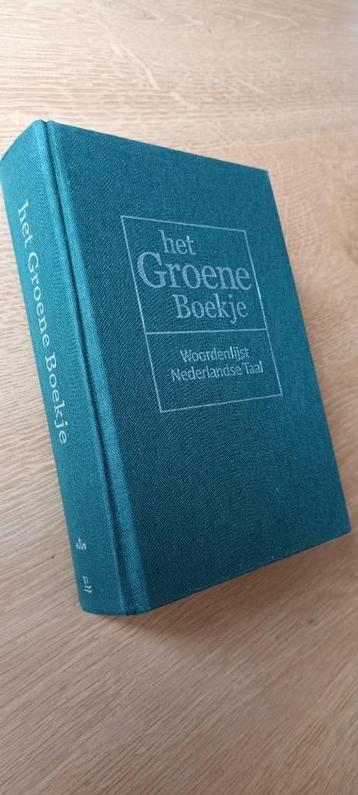 het
Groene
Boekje
Woordenlijst
Nederlandse Taal
het Groene Boekje